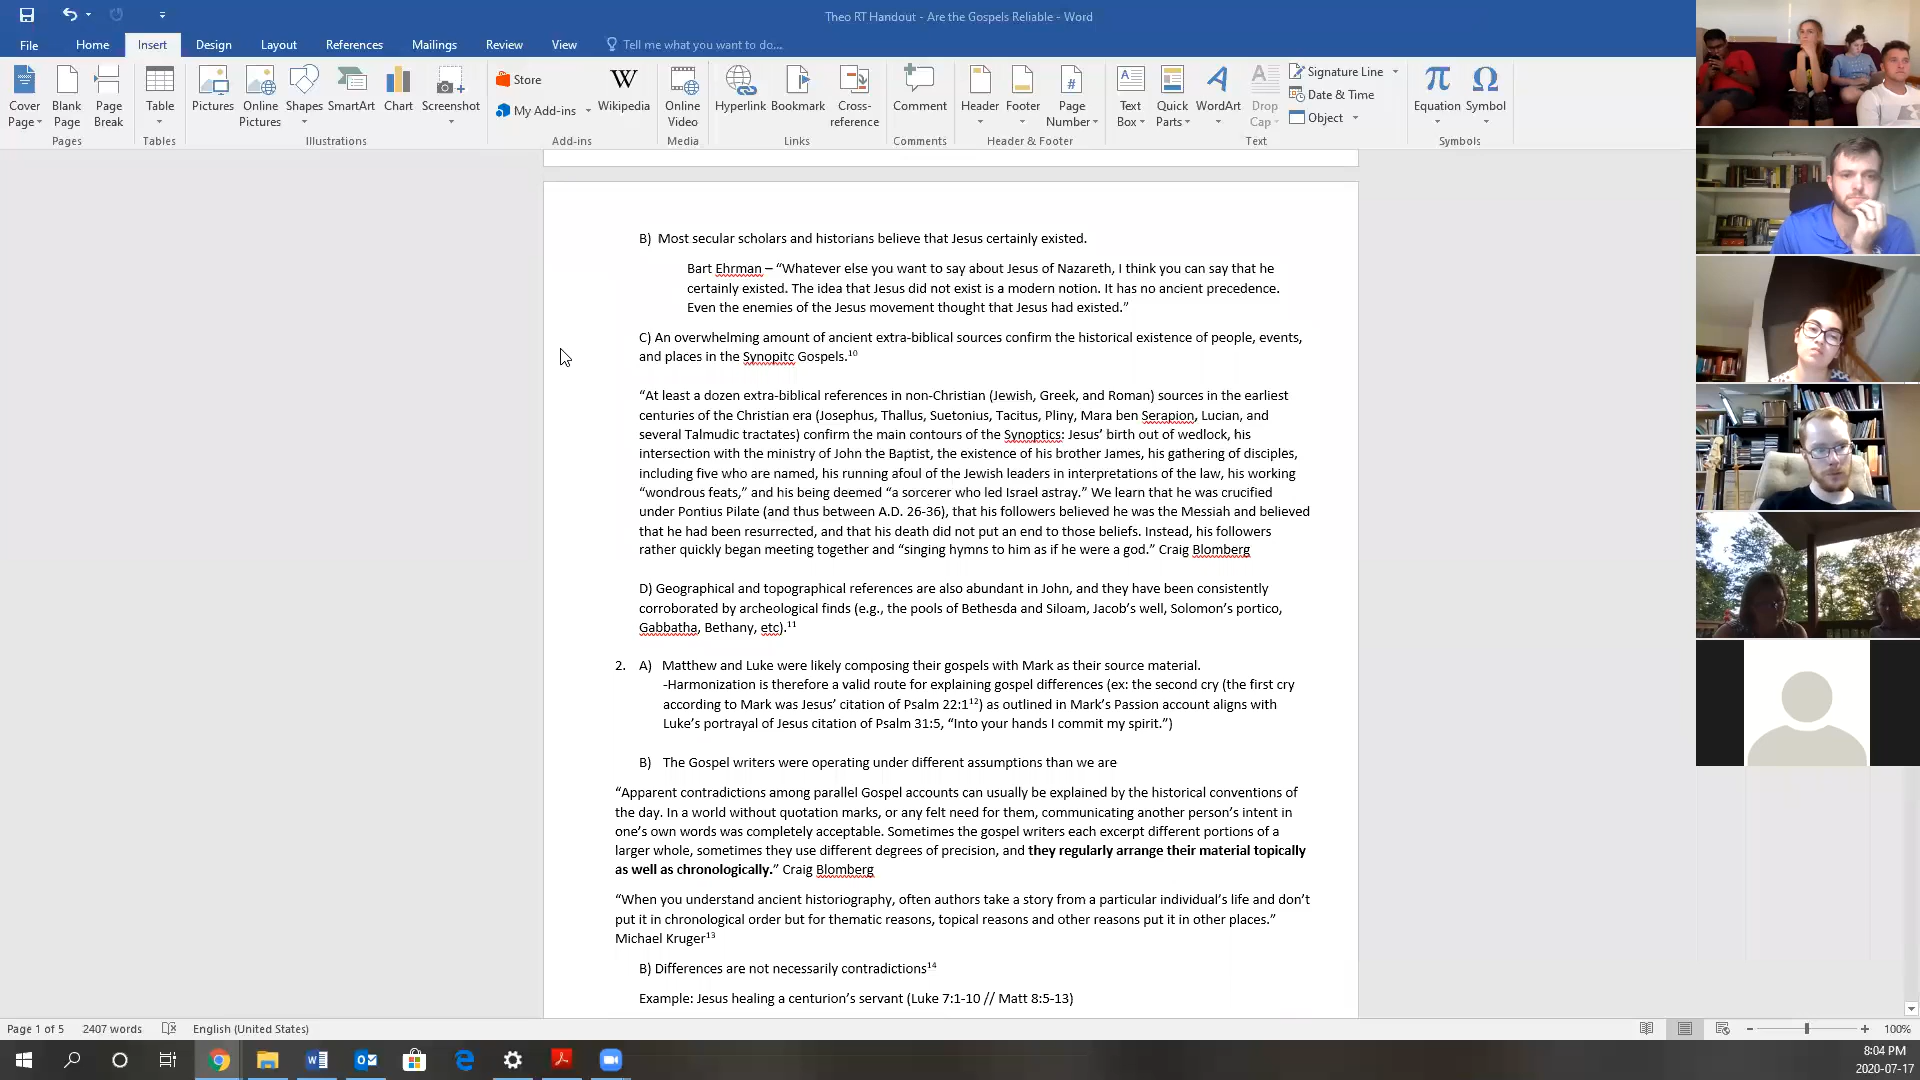 Theo RT Handout - Are the Gospels Reliable - Word
File Home Insert Design Layout References Mailings Review View Tell me what you want to do...
Cover Page
Blank Page
Page Break
Table
Pictures
Online Pictures
Shapes
SmartArt
Chart
Screenshot
Store
My Add-ins
Wikipedia
Online Video
Hyperlink
Bookmark
Cross-reference
Comment
Header
Footer
Page Number
Text Box
Quick Parts
WordArt
Drop Cap
Signature Line
Date & Time
Object
Equation
Symbol
Pages Tables Illustrations Add-ins Media Links Comments Header & Footer Text Symbols
B) Most secular scholars and historians believe that Jesus certainly existed.
Bart Ehrman – “Whatever else you want to say about Jesus of Nazareth, I think you can say that he
certainly existed. The idea that Jesus did not exist is a modern notion. It has no ancient precedence.
Even the enemies of the Jesus movement thought that Jesus had existed.”
C) An overwhelming amount of ancient extra-biblical sources confirm the historical existence of people, events,
and places in the Synopitc Gospels.10
“At least a dozen extra-biblical references in non-Christian (Jewish, Greek, and Roman) sources in the earliest
centuries of the Christian era (Josephus, Thallus, Suetonius, Tacitus, Pliny, Mara ben Serapion, Lucian, and
several Talmudic tractates) confirm the main contours of the Synoptics: Jesus’ birth out of wedlock, his
intersection with the ministry of John the Baptist, the existence of his brother James, his gathering of disciples,
including five who are named, his running afoul of the Jewish leaders in interpretations of the law, his working
“wondrous feats,” and his being deemed “a sorcerer who led Israel astray.” We learn that he was crucified
under Pontius Pilate (and thus between A.D. 26-36), that his followers believed he was the Messiah and believed
that he had been resurrected, and that his death did not put an end to those beliefs. Instead, his followers
rather quickly began meeting together and “singing hymns to him as if he were a god.” Craig Blomberg
D) Geographical and topographical references are also abundant in John, and they have been consistently
corroborated by archeological finds (e.g., the pools of Bethesda and Siloam, Jacob’s well, Solomon’s portico,
Gabbatha, Bethany, etc).11
2. A) Matthew and Luke were likely composing their gospels with Mark as their source material.
-Harmonization is therefore a valid route for explaining gospel differences (ex: the second cry (the first cry
according to Mark was Jesus’ citation of Psalm 22:112) as outlined in Mark’s Passion account aligns with
Luke’s portrayal of Jesus citation of Psalm 31:5, “Into your hands I commit my spirit.”)
B) The Gospel writers were operating under different assumptions than we are
“Apparent contradictions among parallel Gospel accounts can usually be explained by the historical conventions of
the day. In a world without quotation marks, or any felt need for them, communicating another person’s intent in
one’s own words was completely acceptable. Sometimes the gospel writers each excerpt different portions of a
larger whole, sometimes they use different degrees of precision, and they regularly arrange their material topically
as well as chronologically.” Craig Blomberg
“When you understand ancient historiography, often authors take a story from a particular individual’s life and don’t
put it in chronological order but for thematic reasons, topical reasons and other reasons put it in other places.”
Michael Kruger13
B) Differences are not necessarily contradictions14
Example: Jesus healing a centurion’s servant (Luke 7:1-10 // Matt 8:5-13)
Page 1 of 5 2407 words English (United States) 100%
8:04 PM
2020-07-17